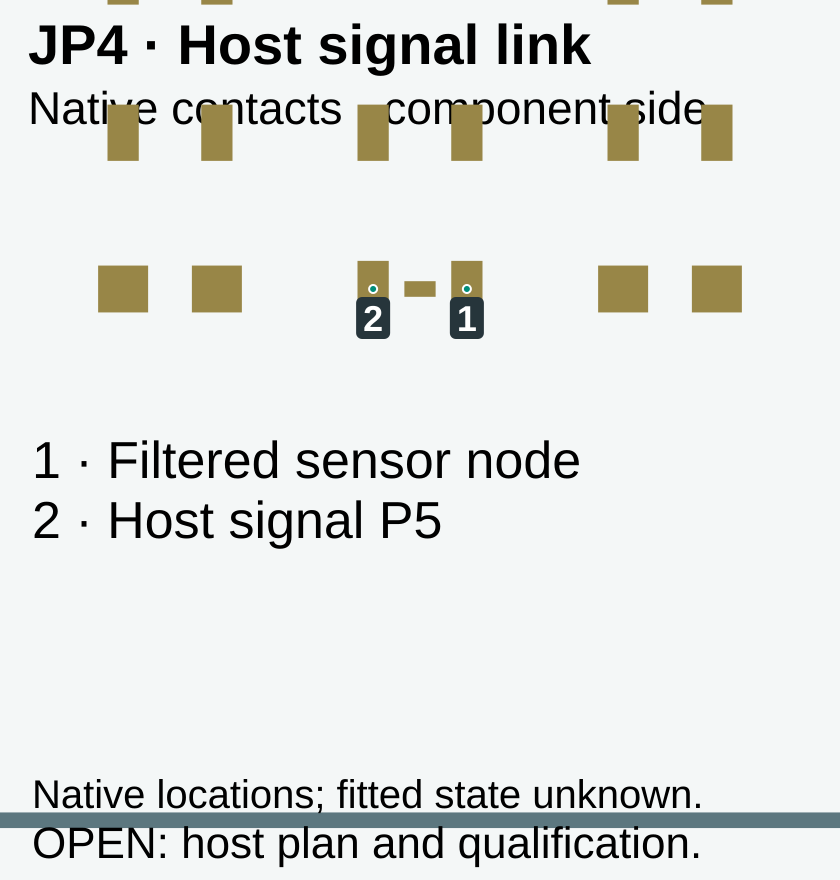 JP4 · Host signal link
Native contacts · component side
2 1
1 · Filtered sensor node
2 · Host signal P5
Native locations; fitted state unknown.
OPEN: host plan and qualification.